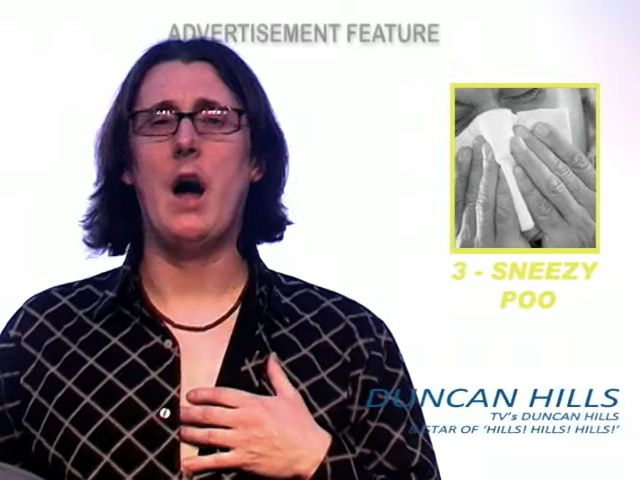 ADVERTISEMENT FEATURE
3 - SNEEZY
POO
DUNCAN HILLS
TV's DUNCAN HILLS
& STAR OF 'HILLS! HILLS! HILLS!'